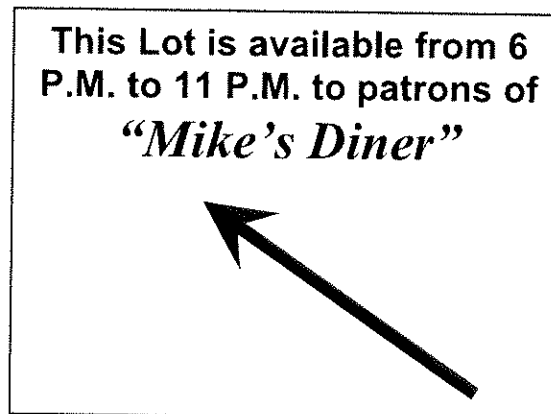 This Lot is available from 6
P.M. to 11 P.M. to patrons of
“Mike’s Diner”